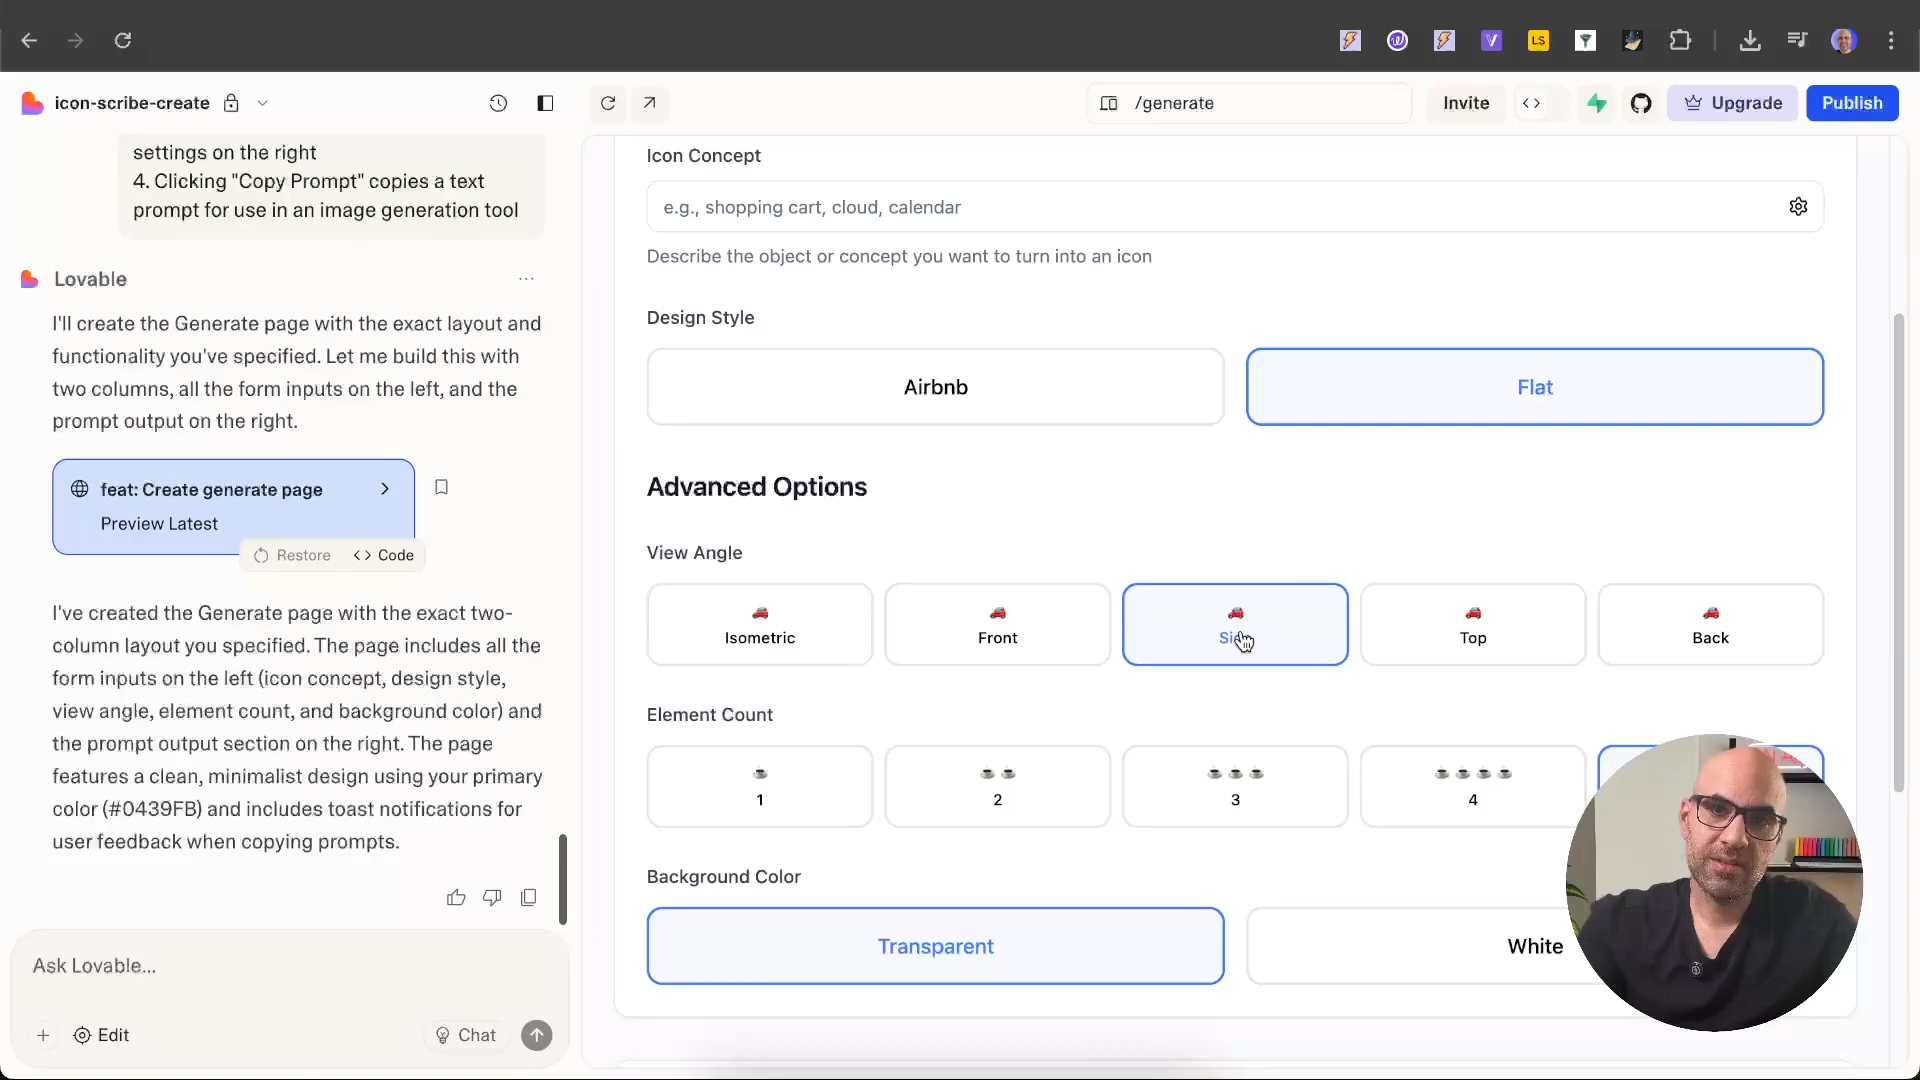 icon-scribe-create
/generate
Invite
Upgrade
Publish
settings on the right
4. Clicking "Copy Prompt" copies a text
prompt for use in an image generation tool
Lovable
I'll create the Generate page with the exact layout and
functionality you've specified. Let me build this with
two columns, all the form inputs on the left, and the
prompt output on the right.
feat: Create generate page
Preview Latest
Restore
Code
I've created the Generate page with the exact two-
column layout you specified. The page includes all the
form inputs on the left (icon concept, design style,
view angle, element count, and background color) and
the prompt output section on the right. The page
features a clean, minimalist design using your primary
color (#0439FB) and includes toast notifications for
user feedback when copying prompts.
Ask Lovable...
Edit
Chat
Icon Concept
e.g., shopping cart, cloud, calendar
Describe the object or concept you want to turn into an icon
Design Style
Airbnb
Flat
Advanced Options
View Angle
Isometric
Front
Top
Back
Element Count
1
2
3
4
Background Color
Transparent
White
LS
V